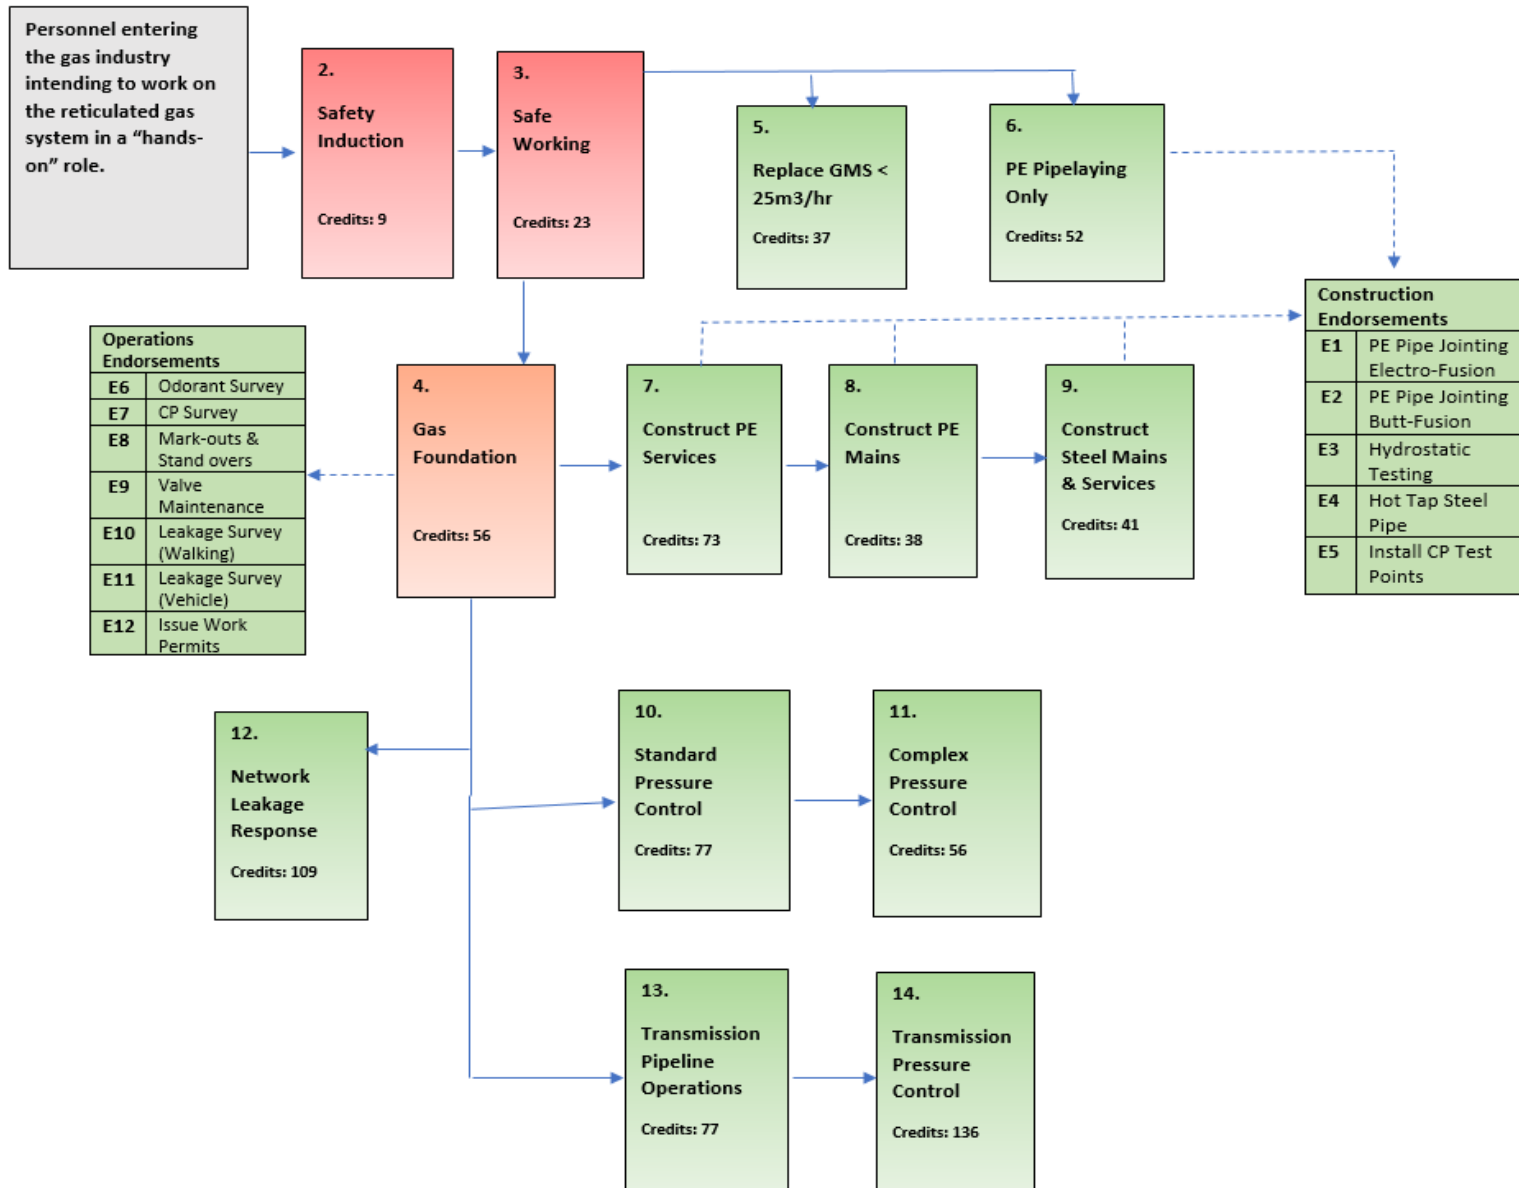 Personnel entering
the gas industry
intending to work on
the reticulated gas
system in a “hands-
on” role.
2.
Safety
Induction
Credits: 9
3.
Safe
Working
Credits: 23
5.
Replace GMS <
25m3/hr
Credits: 37
6.
PE Pipelaying
Only
Credits: 52
Construction
Endorsements
E1 PE Pipe Jointing
Electro-Fusion
E2 PE Pipe Jointing
Butt-Fusion
E3 Hydrostatic
Testing
E4 Hot Tap Steel
Pipe
E5 Install CP Test
Points
Operations
Endorsements
E6 Odorant Survey
E7 CP Survey
E8 Mark-outs &
Stand overs
E9 Valve
Maintenance
E10 Leakage Survey
(Walking)
E11 Leakage Survey
(Vehicle)
E12 Issue Work
Permits
4.
Gas
Foundation
Credits: 56
7.
Construct PE
Services
Credits: 73
8.
Construct PE
Mains
Credits: 38
9.
Construct
Steel Mains
& Services
Credits: 41
12.
Network
Leakage
Response
Credits: 109
10.
Standard
Pressure
Control
Credits: 77
11.
Complex
Pressure
Control
Credits: 56
13.
Transmission
Pipeline
Operations
Credits: 77
14.
Transmission
Pressure
Control
Credits: 136